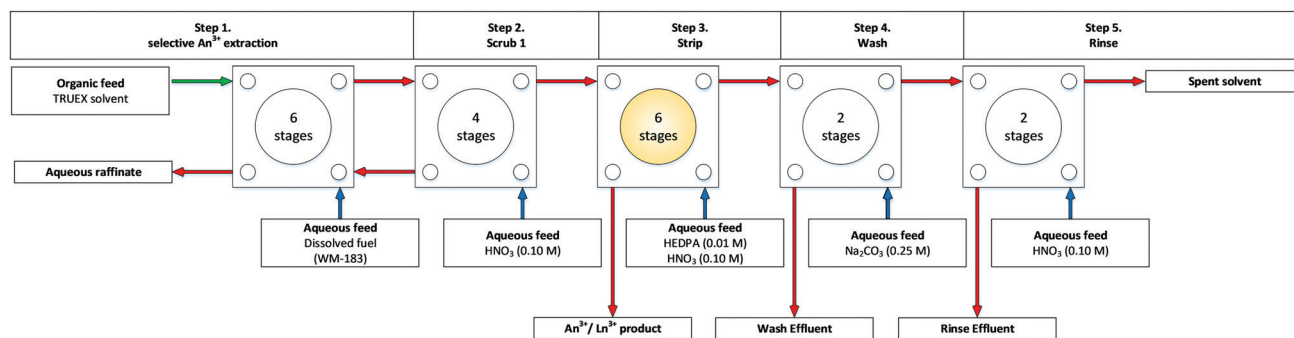 Step 1.
selective An³⁺ extraction
Step 2.
Scrub 1
Step 3.
Strip
Step 4.
Wash
Step 5.
Rinse
Organic feed
TRUEX solvent
6
stages
4
stages
6
stages
2
stages
2
stages
Spent solvent
Aqueous raffinate
Aqueous feed
Dissolved fuel
(WM-183)
Aqueous feed
HNO₃ (0.10 M)
Aqueous feed
HEDPA (0.01 M)
HNO₃ (0.10 M)
Aqueous feed
Na₂CO₃ (0.25 M)
Aqueous feed
HNO₃ (0.10 M)
An³⁺/ Ln³⁺ product
Wash Effluent
Rinse Effluent